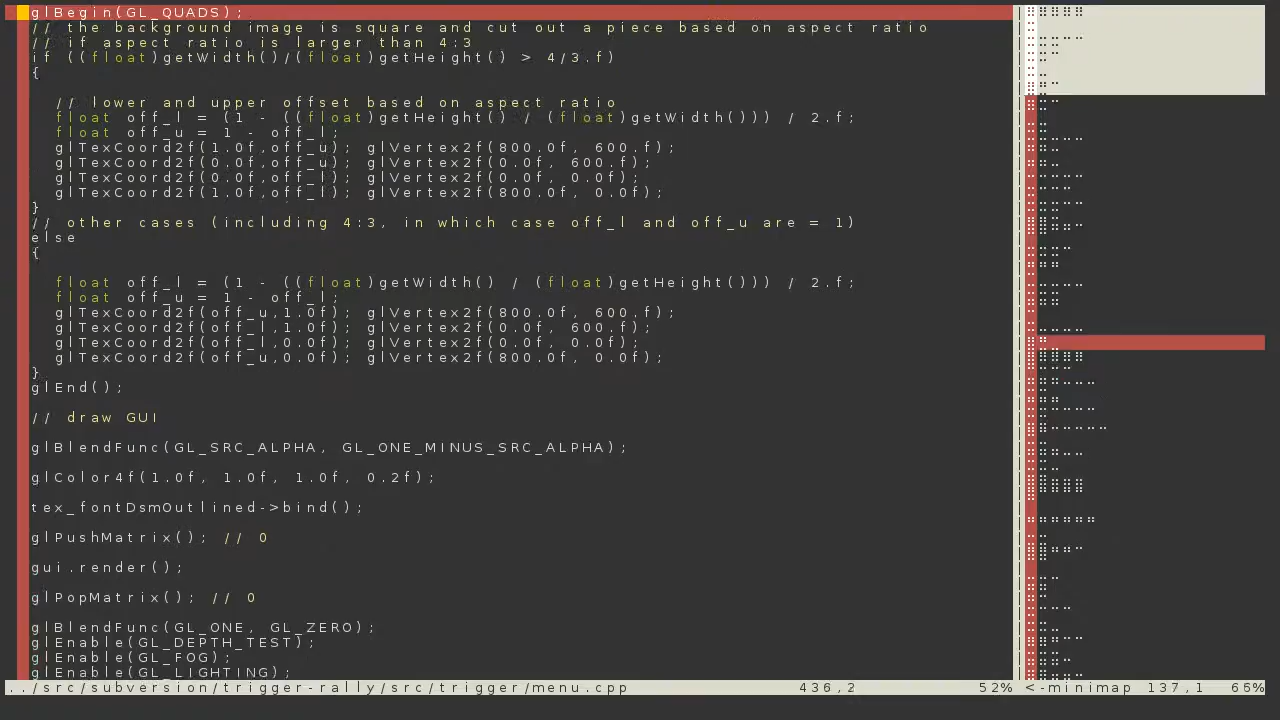 glBegin(GL_QUADS);
// the background image is square and cut out a piece based on aspect ratio
// if aspect ratio is larger than 4:3
if ((float)getWidth()/(float)getHeight() > 4/3.f)
{
// lower and upper offset based on aspect ratio
float off_l = (1 - ((float)getHeight() / (float)getWidth())) / 2.f;
float off_u = 1 - off_l;
glTexCoord2f(1.0f,off_u); glVertex2f(800.0f, 600.f);
glTexCoord2f(0.0f,off_u); glVertex2f(0.0f, 600.f);
glTexCoord2f(0.0f,off_l); glVertex2f(0.0f, 0.0f);
glTexCoord2f(1.0f,off_l); glVertex2f(800.0f, 0.0f);
}
// other cases (including 4:3, in which case off_l and off_u are = 1)
else
{
float off_l = (1 - ((float)getWidth() / (float)getHeight())) / 2.f;
float off_u = 1 - off_l;
glTexCoord2f(off_u,1.0f); glVertex2f(800.0f, 600.f);
glTexCoord2f(off_l,1.0f); glVertex2f(0.0f, 600.f);
glTexCoord2f(off_l,0.0f); glVertex2f(0.0f, 0.0f);
glTexCoord2f(off_u,0.0f); glVertex2f(800.0f, 0.0f);
}
glEnd();
// draw GUI
glBlendFunc(GL_SRC_ALPHA, GL_ONE_MINUS_SRC_ALPHA);
glColor4f(1.0f, 1.0f, 1.0f, 0.2f);
tex_fontDsmOutlined->bind();
glPushMatrix(); // 0
gui.render();
glPopMatrix(); // 0
glBlendFunc(GL_ONE, GL_ZERO);
glEnable(GL_DEPTH_TEST);
glEnable(GL_FOG);
glEnable(GL_LIGHTING);
../src/subversion/trigger-rally/src/trigger/menu.cpp 436,2 52% <-minimap 137,1 66%